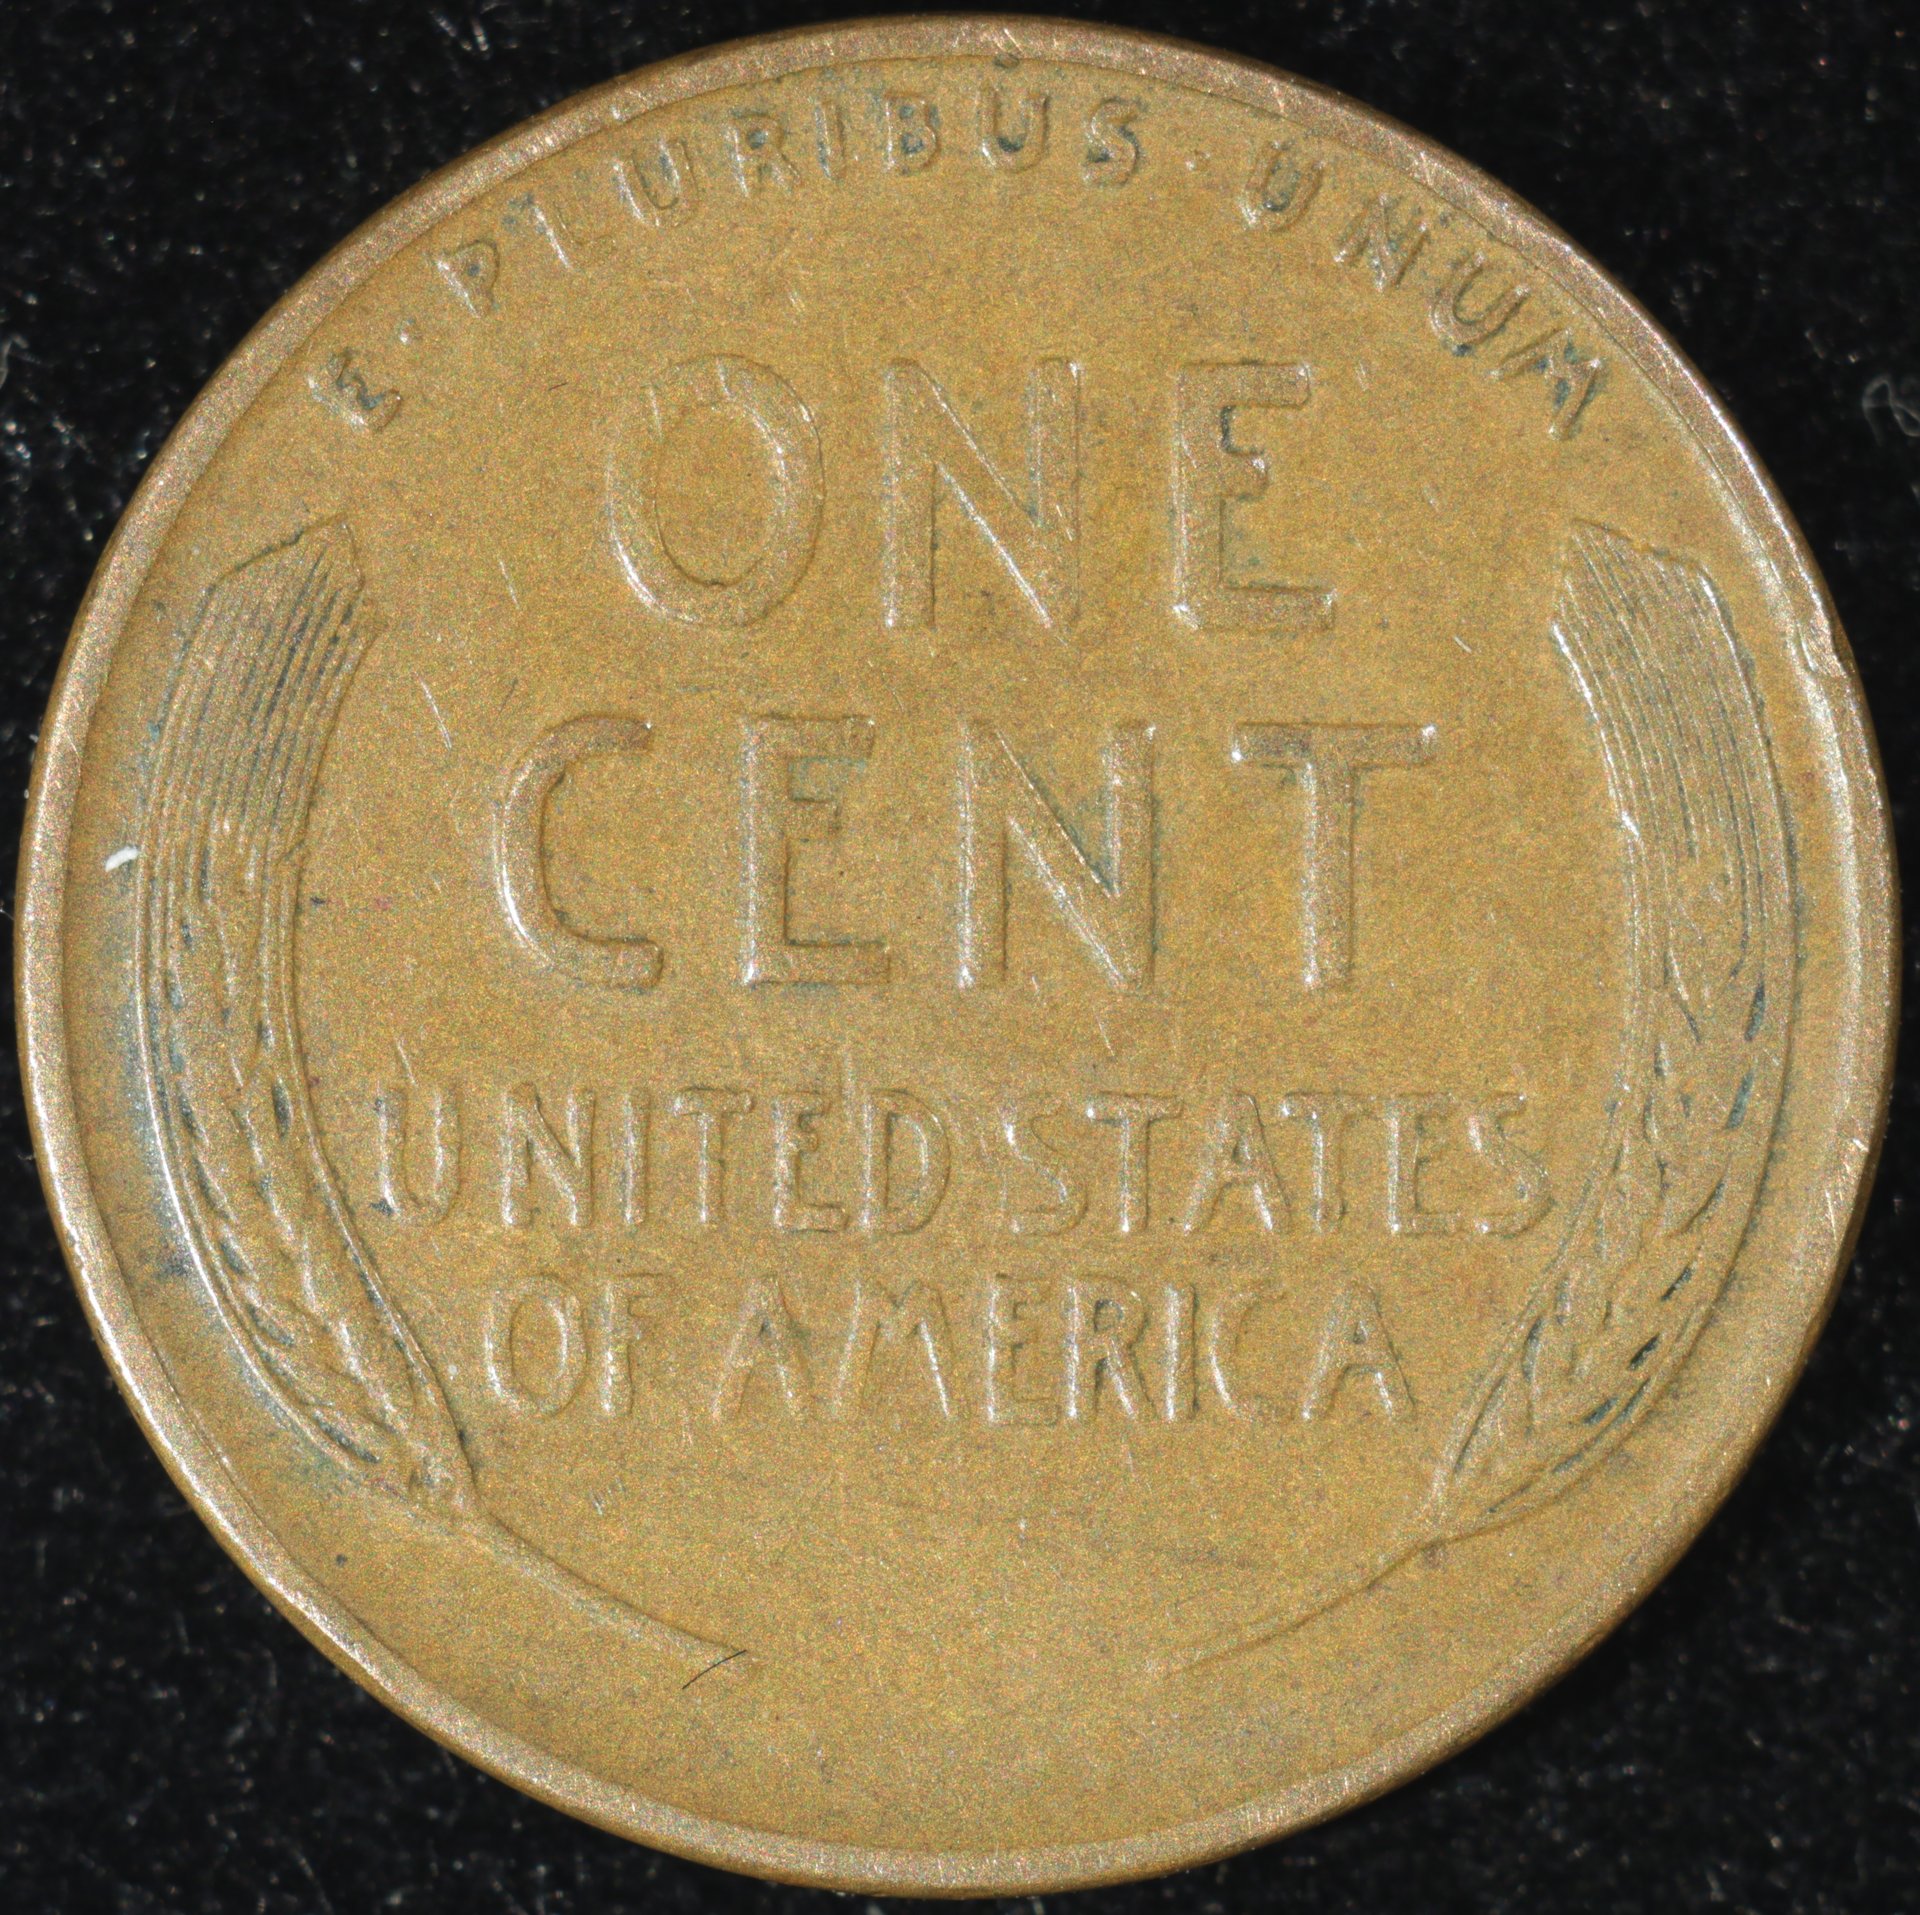 E·PLURIBUS·UNUM
ONE
CENT
UNITED STATES
OF AMERICA